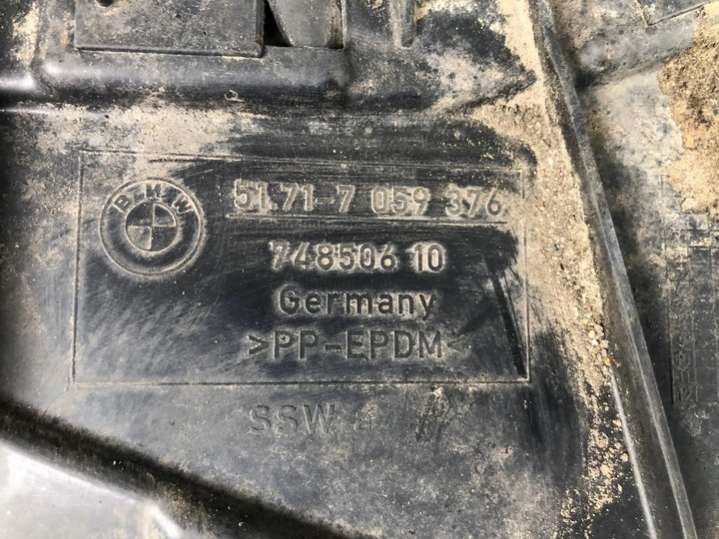 BMW
51.71-7 059 376
748506 10
Germany
>PP-EPDM<
SSW